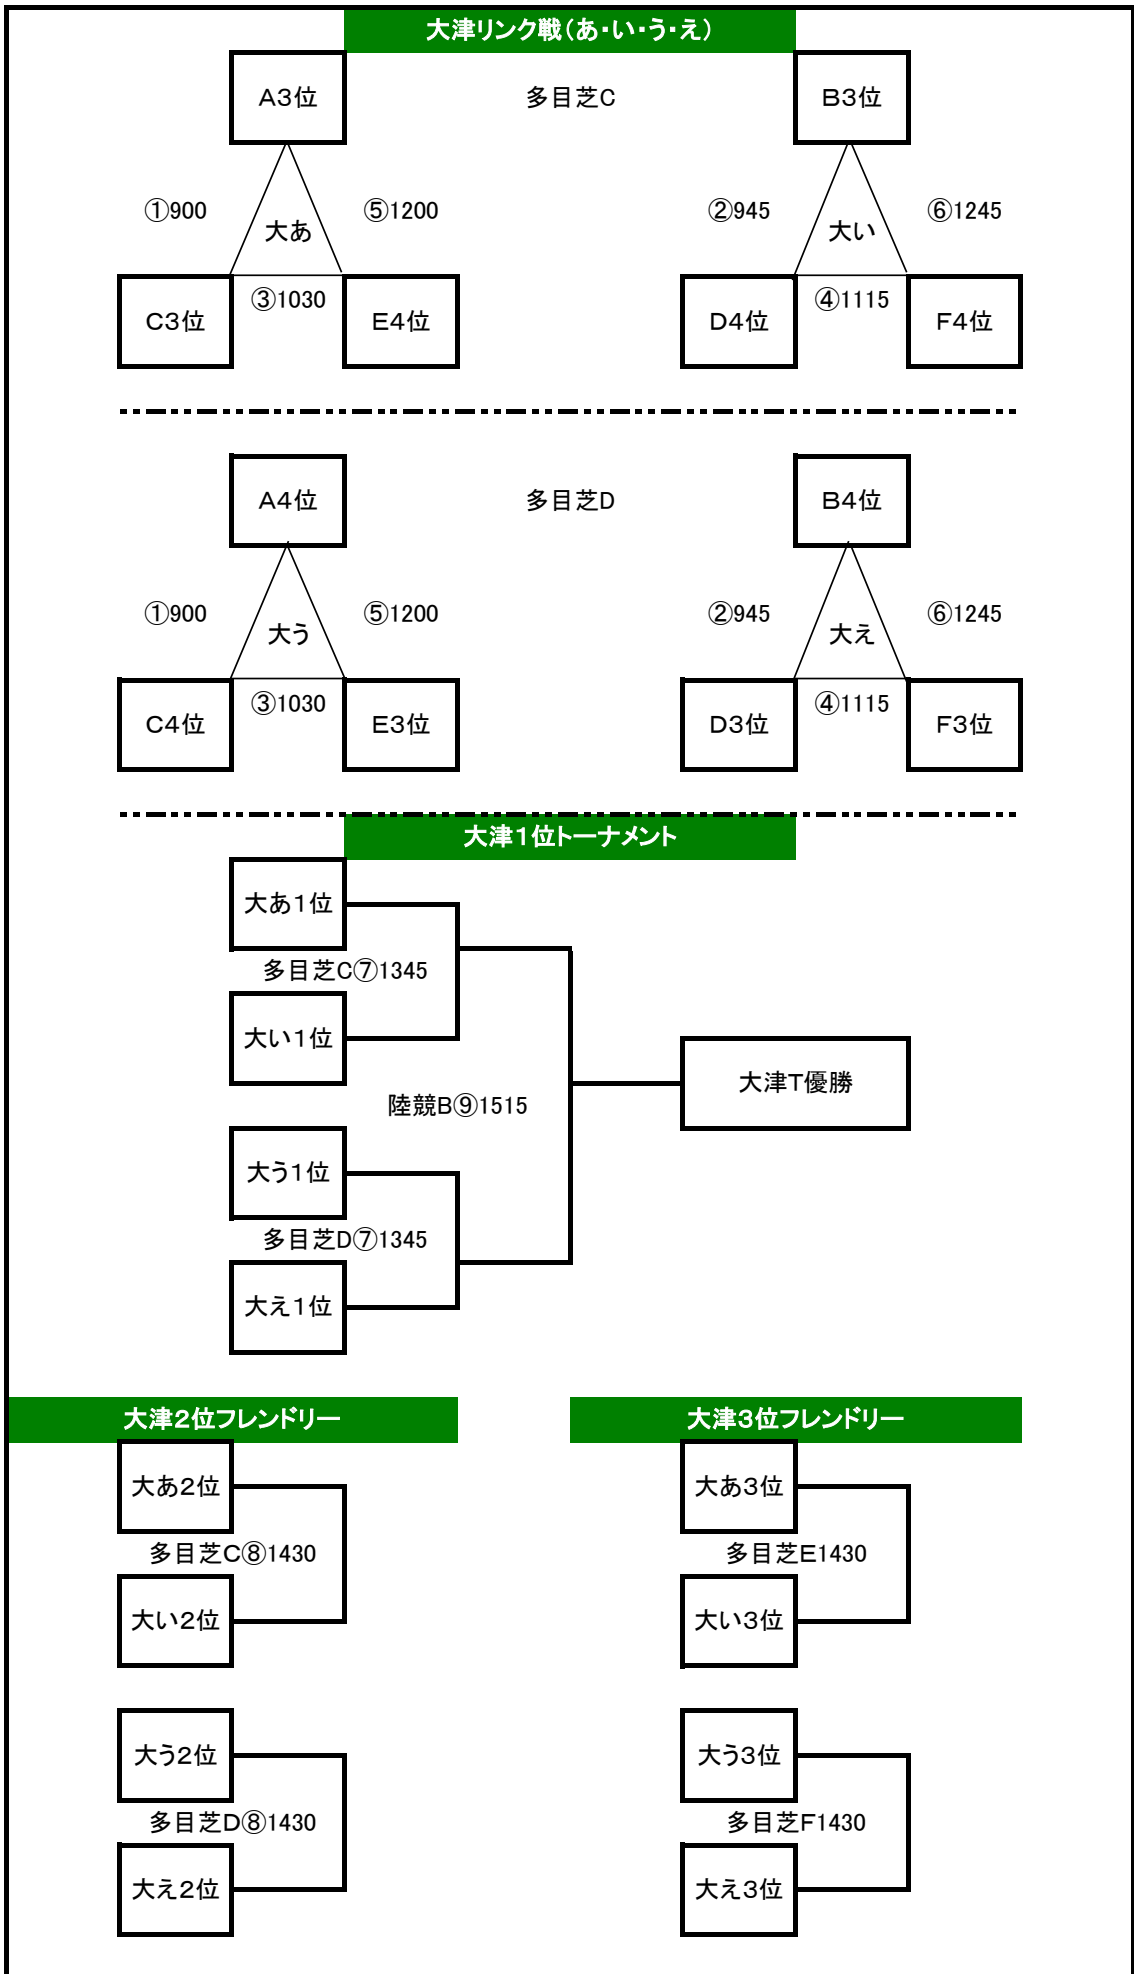 大津リンク戦(あ・い・う・え)
A3位
多目芝C
B3位
①900
⑤1200
②945
⑥1245
大あ
大い
③1030
④1115
C3位
E4位
D4位
F4位
A4位
多目芝D
B4位
①900
⑤1200
②945
⑥1245
大う
大え
③1030
④1115
C4位
E3位
D3位
F3位
大津1位トーナメント
大あ1位
多目芝C⑦1345
大い1位
大津T優勝
陸競B⑨1515
大う1位
多目芝D⑦1345
大え1位
大津2位フレンドリー
大津3位フレンドリー
大あ2位
大あ3位
多目芝C⑧1430
多目芝E1430
大い2位
大い3位
大う2位
大う3位
多目芝D⑧1430
多目芝F1430
大え2位
大え3位